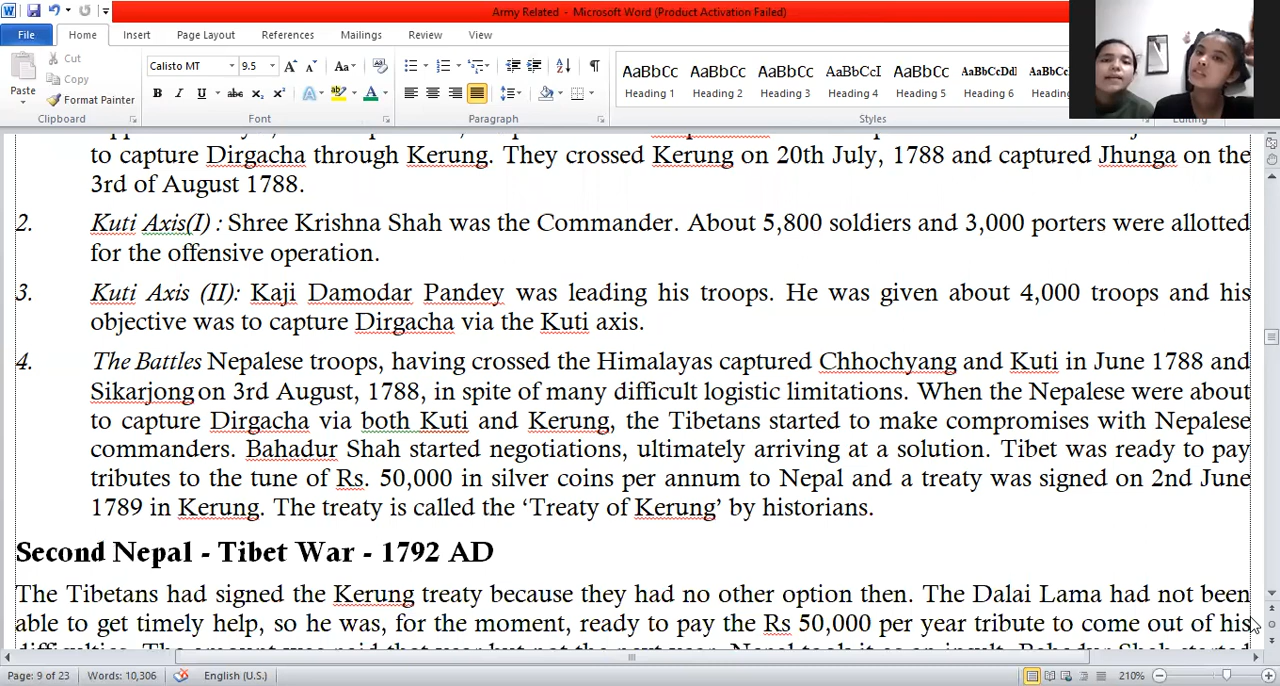 Army Related - Microsoft Word (Product Activation Failed)
File Home Insert Page Layout References Mailings Review View
Cut
Copy
Paste
Format Painter
Calisto MT 9.5
AaBbCc AaBbCc AaBbCc AaBbCcI AaBbCc AaBbCcDd AaBbCc
Heading 1 Heading 2 Heading 3 Heading 4 Heading 5 Heading 6 Heading
Clipboard Font Paragraph Styles Editing
to capture Dirgacha through Kerung. They crossed Kerung on 20th July, 1788 and captured Jhunga on the
3rd of August 1788.
2. Kuti Axis(I) : Shree Krishna Shah was the Commander. About 5,800 soldiers and 3,000 porters were allotted
for the offensive operation.
3. Kuti Axis (II): Kaji Damodar Pandey was leading his troops. He was given about 4,000 troops and his
objective was to capture Dirgacha via the Kuti axis.
4. The Battles Nepalese troops, having crossed the Himalayas captured Chhochyang and Kuti in June 1788 and
Sikarjong on 3rd August, 1788, in spite of many difficult logistic limitations. When the Nepalese were about
to capture Dirgacha via both Kuti and Kerung, the Tibetans started to make compromises with Nepalese
commanders. Bahadur Shah started negotiations, ultimately arriving at a solution. Tibet was ready to pay
tributes to the tune of Rs. 50,000 in silver coins per annum to Nepal and a treaty was signed on 2nd June
1789 in Kerung. The treaty is called the ‘Treaty of Kerung’ by historians.
Second Nepal - Tibet War - 1792 AD
The Tibetans had signed the Kerung treaty because they had no other option then. The Dalai Lama had not been
able to get timely help, so he was, for the moment, ready to pay the Rs 50,000 per year tribute to come out of his
Page: 9 of 23 Words: 10,306 English (U.S.) 210%